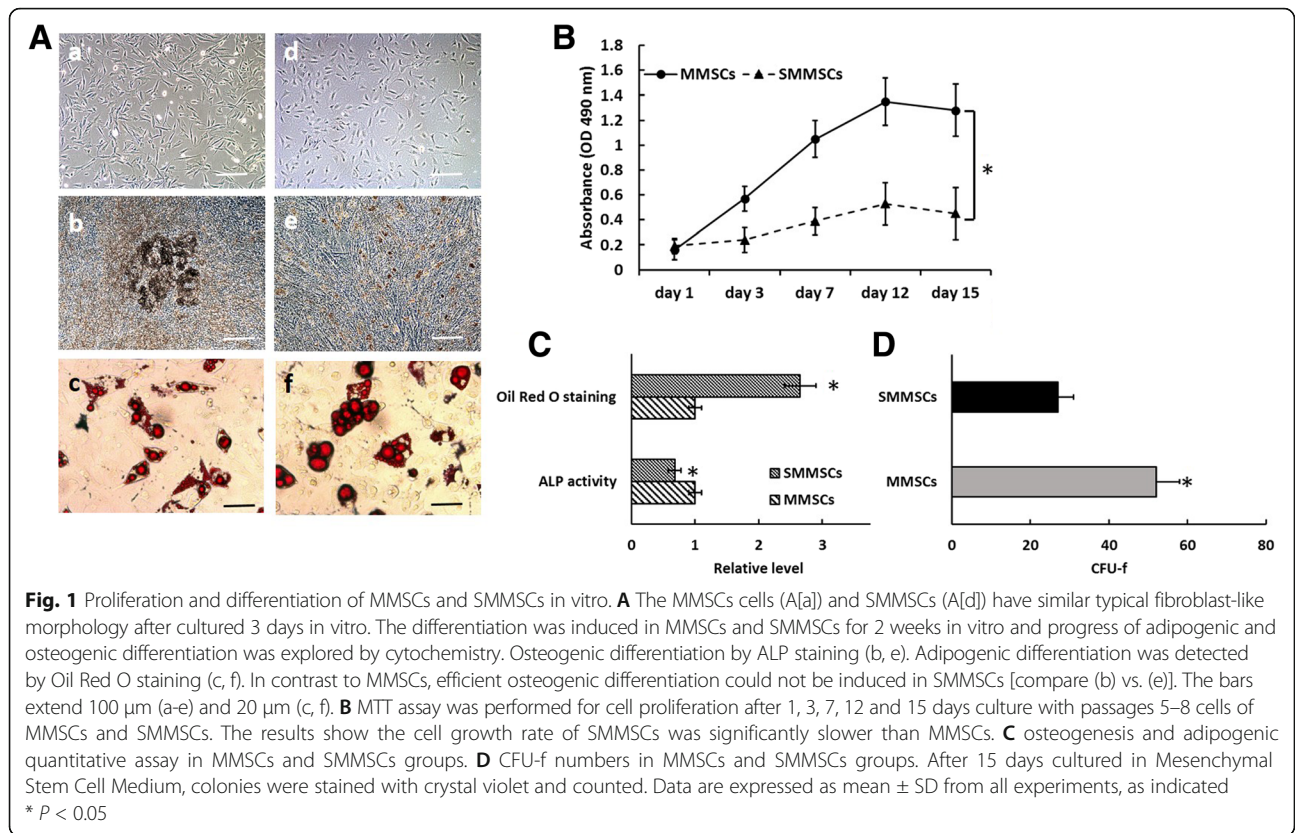 A
a
d
b
e
c
f
B
1.8
1.6
1.4
1.2
1
0.8
0.6
0.4
0.2
0
Absorbance (OD 490 nm)
MMSCs
SMMSCs
*
day 1 day 3 day 7 day 12 day 15
C
Oil Red O staining
*
ALP activity
*
SMMSCs
MMSCs
0 1 2 3
Relative level
D
SMMSCs
MMSCs
*
0 20 40 60 80
CFU-f
Fig. 1 Proliferation and differentiation of MMSCs and SMMSCs in vitro. A The MMSCs cells (A[a]) and SMMSCs (A[d]) have similar typical fibroblast-like
morphology after cultured 3 days in vitro. The differentiation was induced in MMSCs and SMMSCs for 2 weeks in vitro and progress of adipogenic and
osteogenic differentiation was explored by cytochemistry. Osteogenic differentiation by ALP staining (b, e). Adipogenic differentiation was detected
by Oil Red O staining (c, f). In contrast to MMSCs, efficient osteogenic differentiation could not be induced in SMMSCs [compare (b) vs. (e)]. The bars
extend 100 μm (a-e) and 20 μm (c, f). B MTT assay was performed for cell proliferation after 1, 3, 7, 12 and 15 days culture with passages 5–8 cells of
MMSCs and SMMSCs. The results show the cell growth rate of SMMSCs was significantly slower than MMSCs. C osteogenesis and adipogenic
quantitative assay in MMSCs and SMMSCs groups. D CFU-f numbers in MMSCs and SMMSCs groups. After 15 days cultured in Mesenchymal
Stem Cell Medium, colonies were stained with crystal violet and counted. Data are expressed as mean ± SD from all experiments, as indicated
* P < 0.05